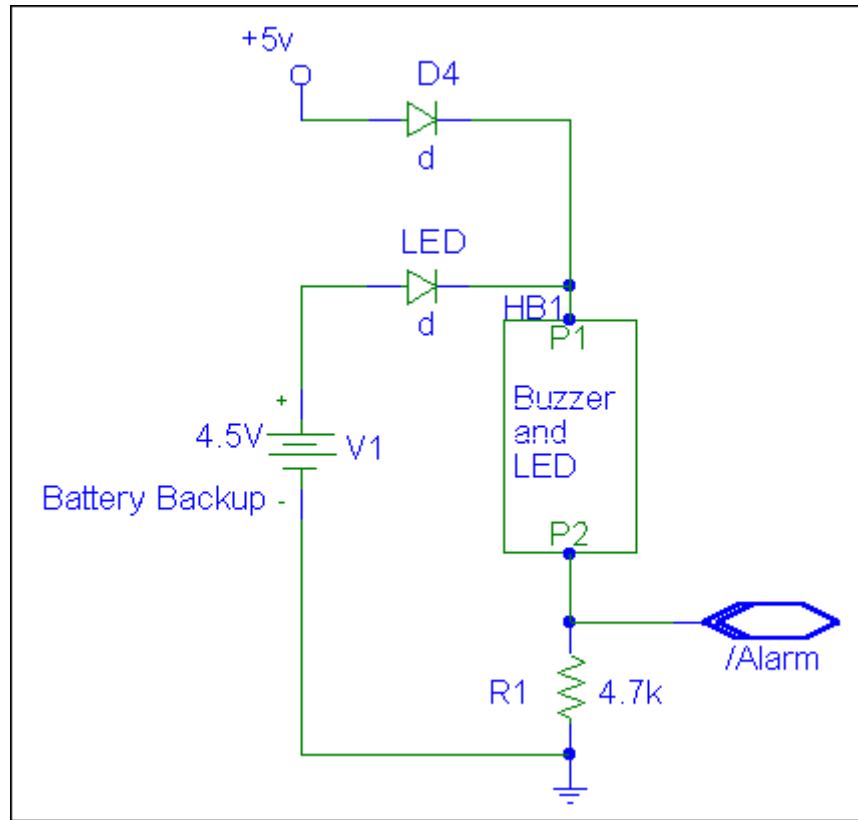 +5v
D4
d
LED
d
HB1
P1
Buzzer
and
LED
+
4.5V
V1
Battery Backup -
P2
/Alarm
R1
4.7k